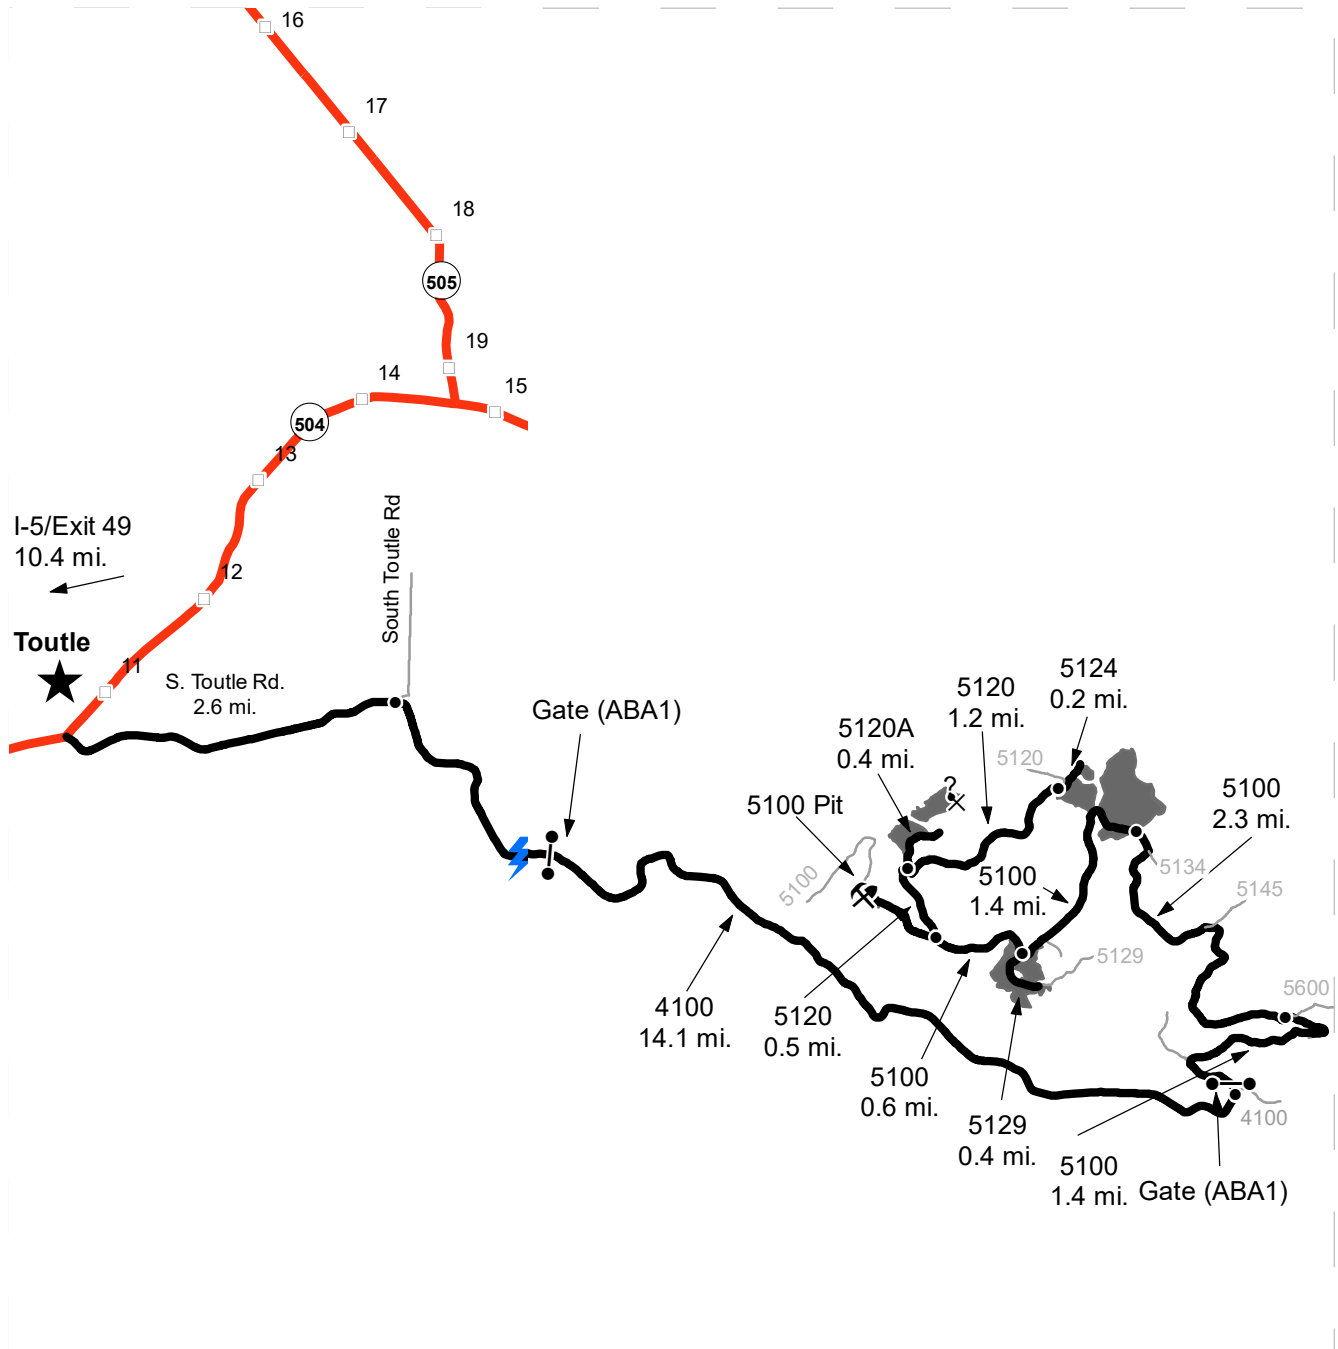 16
17
18
505
19
14
15
504
13
South Toutle Rd
I-5/Exit 49
10.4 mi.
12
Toutle
11
S. Toutle Rd.
2.6 mi.
Gate (ABA1)
5124
0.2 mi.
5120
1.2 mi.
5120A
0.4 mi.
5120
?
5100 Pit
5100
2.3 mi.
5100
5100
1.4 mi.
5134
5145
5129
5600
4100
14.1 mi.
5120
0.5 mi.
5100
0.6 mi.
5129
0.4 mi.
4100
5100
1.4 mi.
Gate (ABA1)